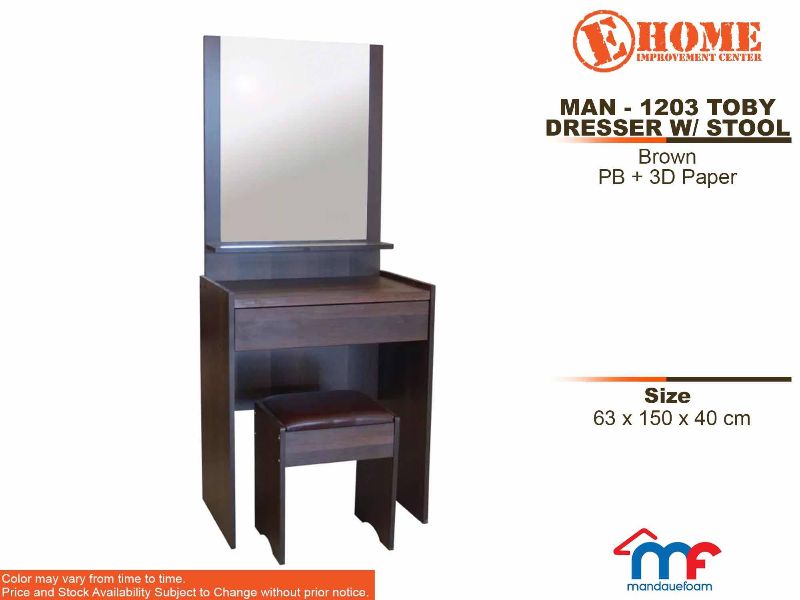 E HOME
IMPROVEMENT CENTER
MAN - 1203 TOBY
DRESSER W/ STOOL
Brown
PB + 3D Paper
Size
63 x 150 x 40 cm
mf
mandauefoam
Color may vary from time to time.
Price and Stock Availability Subject to Change without prior notice.